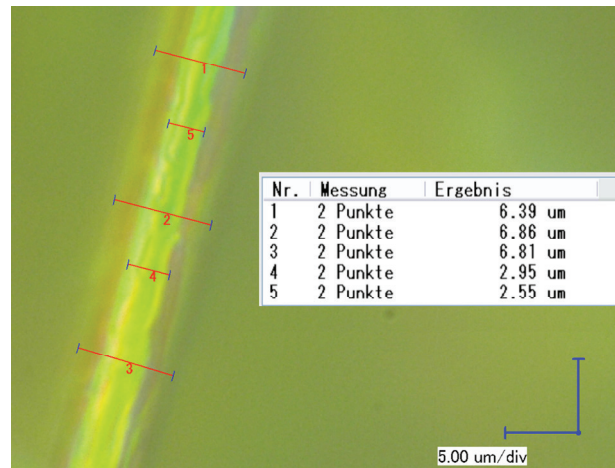 1
5
2
4
3
Nr. Messung Ergebnis
1 2 Punkte 6.39 um
2 2 Punkte 6.86 um
3 2 Punkte 6.81 um
4 2 Punkte 2.95 um
5 2 Punkte 2.55 um
5.00 um/div